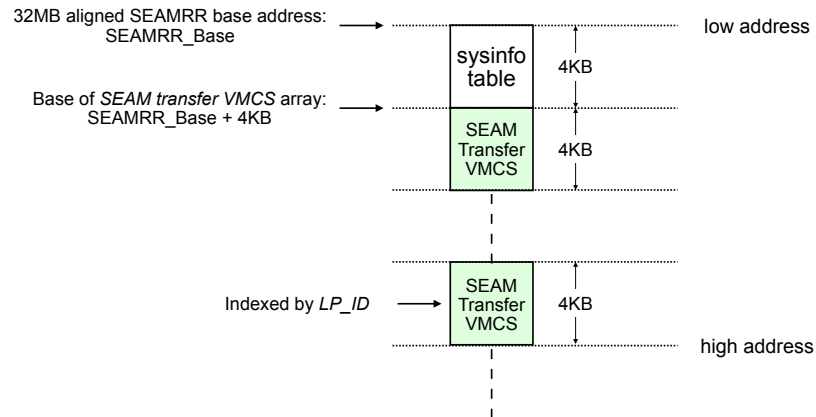 32MB aligned SEAMRR base address:
SEAMRR_Base
low address
sysinfo
table
4KB
Base of SEAM transfer VMCS array:
SEAMRR_Base + 4KB
SEAM
Transfer
VMCS
4KB
Indexed by LP_ID
SEAM
Transfer
VMCS
4KB
high address